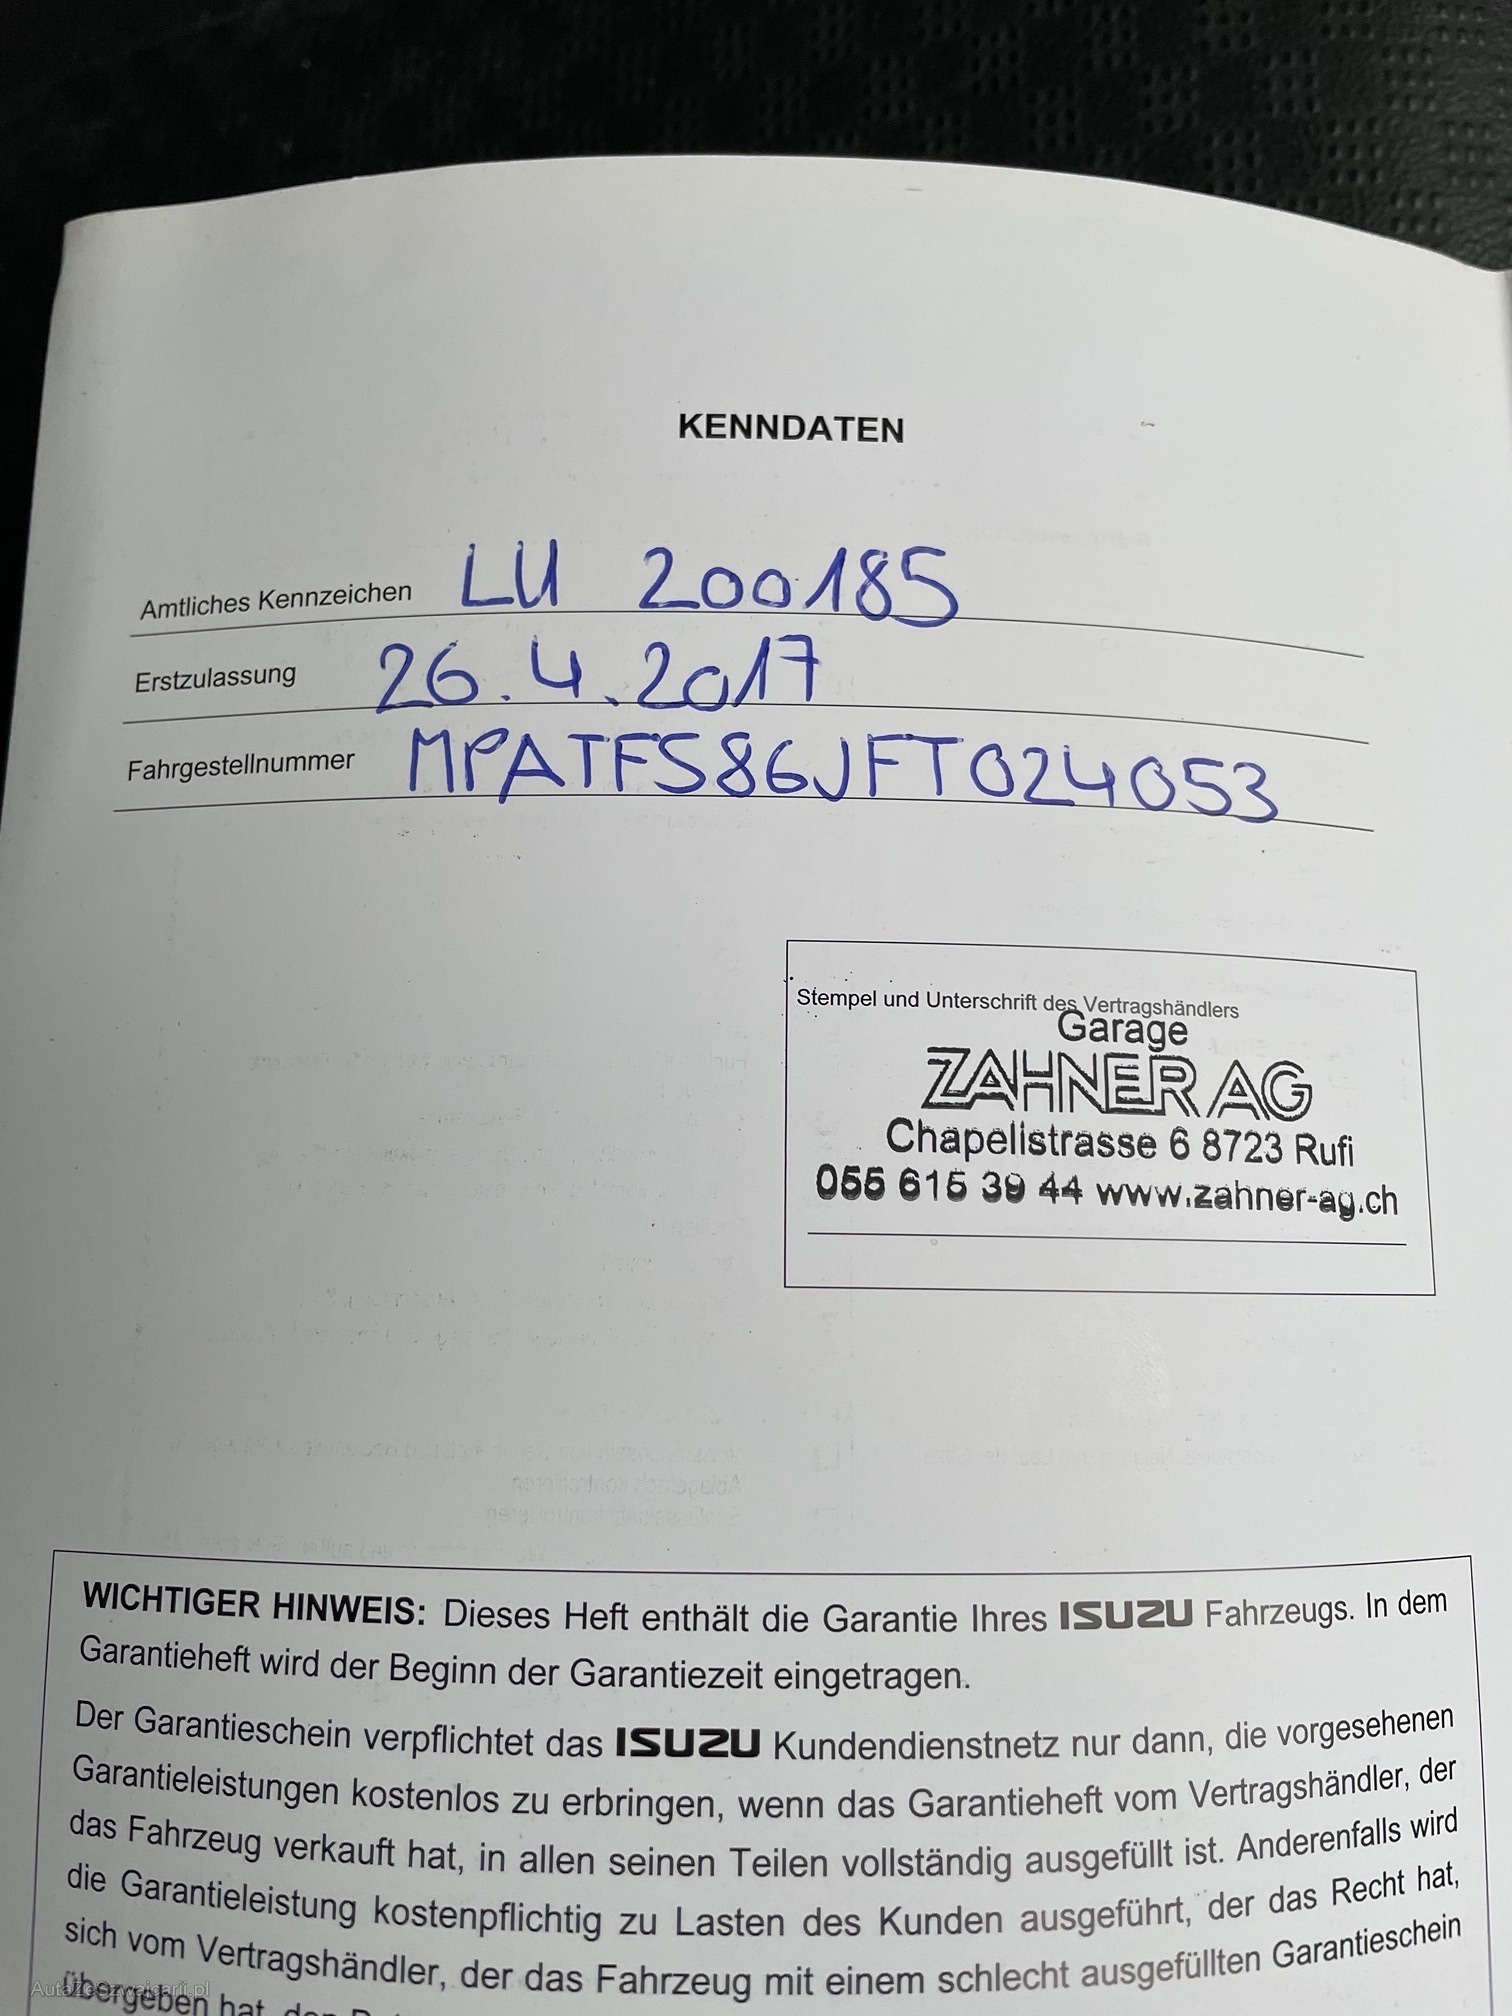 KENNDATEN
Amtliches Kennzeichen LU 200185
Erstzulassung 26.4.2017
Fahrgestellnummer MPATFS86JFT024053
Stempel und Unterschrift des Vertragshändlers
Garage
ZAHNER AG
Chapellstrasse 6 8723 Rufi
055 615 39 44 www.zahner-ag.ch
WICHTIGER HINWEIS: Dieses Heft enthält die Garantie Ihres ISUZU Fahrzeugs. In dem
Garantieheft wird der Beginn der Garantiezeit eingetragen.
Der Garantieschein verpflichtet das ISUZU Kundendienstnetz nur dann, die vorgesehenen
Garantieleistungen kostenlos zu erbringen, wenn das Garantieheft vom Vertragshändler, der
das Fahrzeug verkauft hat, in allen seinen Teilen vollständig ausgefüllt ist. Anderenfalls wird
die Garantieleistung kostenpflichtig zu Lasten des Kunden ausgeführt, der das Recht hat,
sich vom Vertragshändler, der das Fahrzeug mit einem schlecht ausgefüllten Garantieschein
übergeben hat, den
AutaZeSzwajcarii.pl